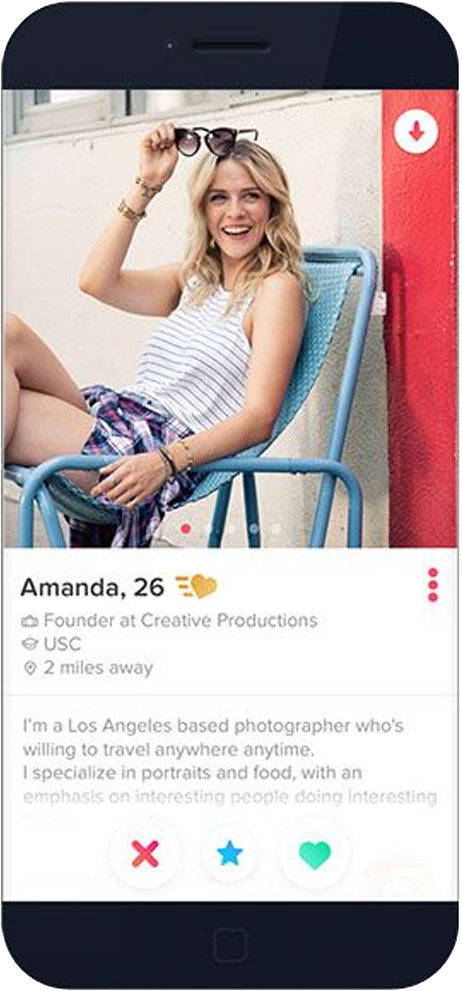 Amanda, 26
Founder at Creative Productions
USC
2 miles away
I'm a Los Angeles based photographer who's
willing to travel anywhere anytime.
I specialize in portraits and food, with an
emphasis on interesting people doing interesting